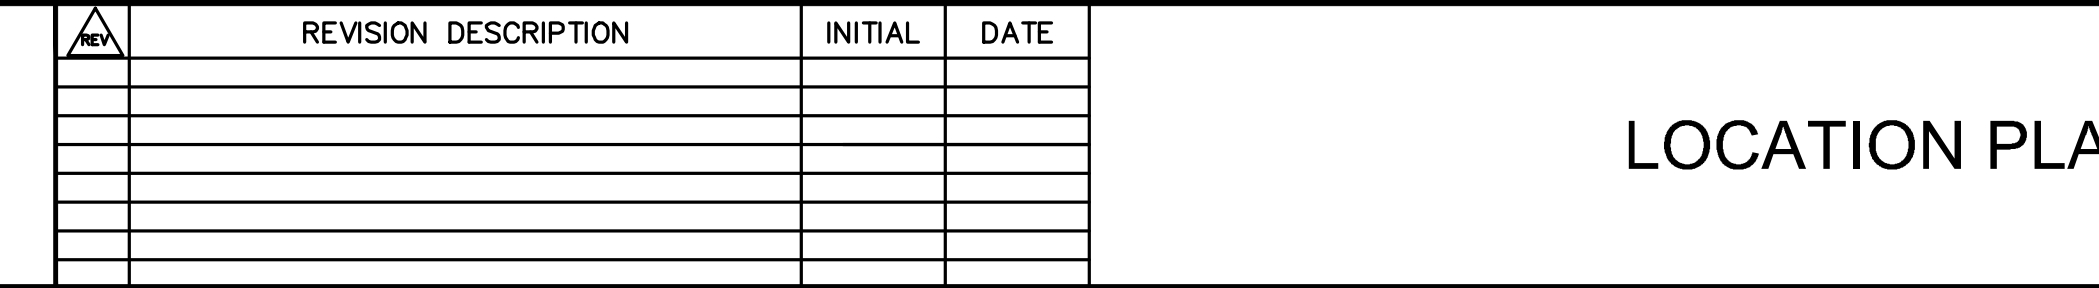 REV REVISION DESCRIPTION INITIAL DATE
LOCATION PLA